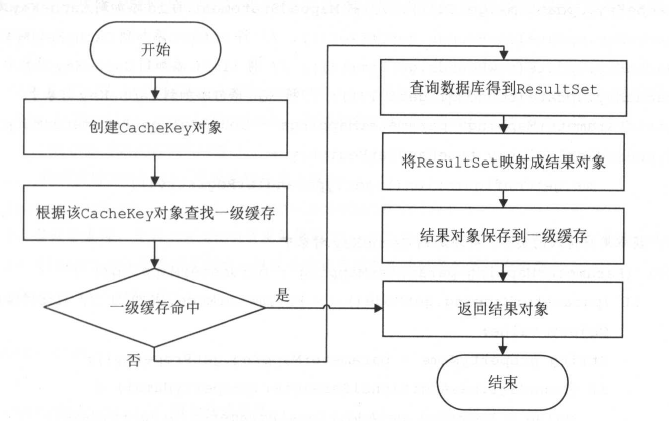 开始
创建CacheKey对象
根据该CacheKey对象查找一级缓存
一级缓存命中
是
否
查询数据库得到ResultSet
将ResultSet映射成结果对象
结果对象保存到一级缓存
返回结果对象
结束